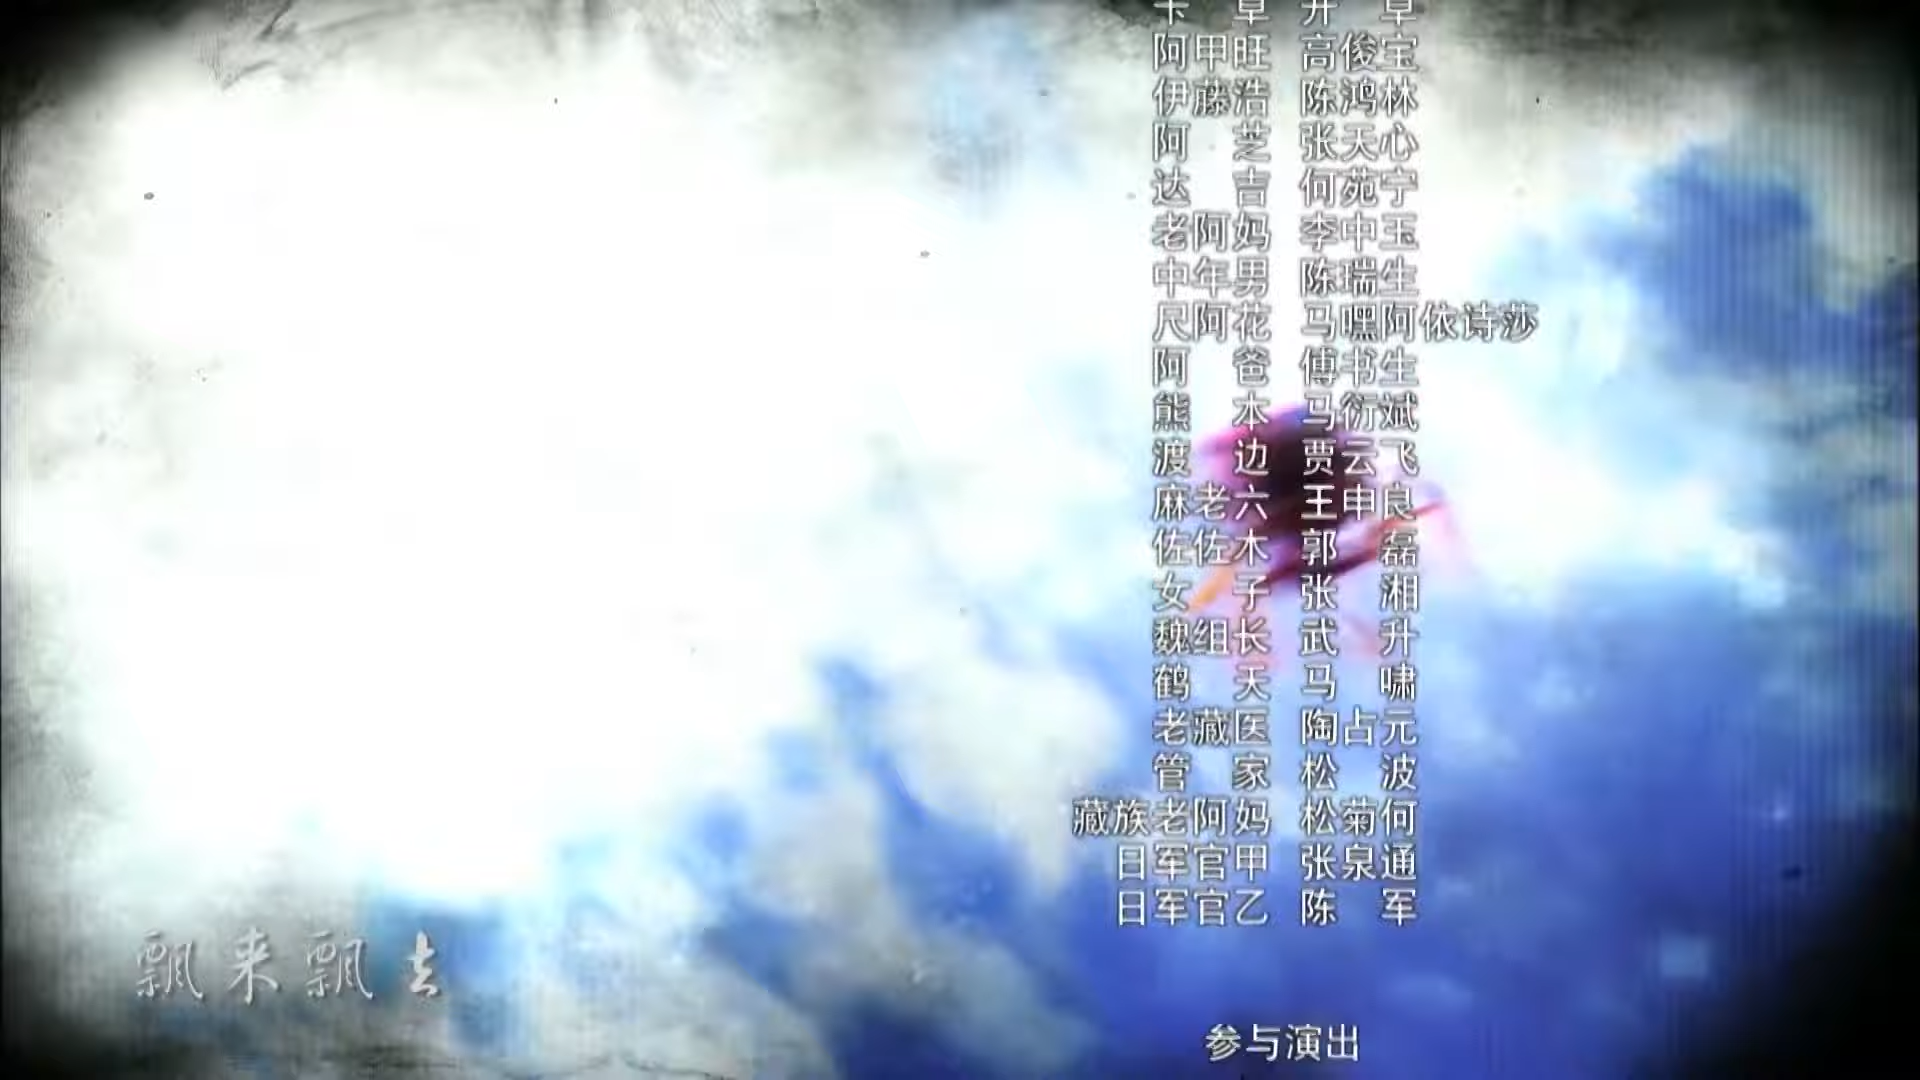 阿甲旺 高俊宝
伊藤浩 陈鸿林
阿芝 张天心
达吉 何苑宁
老阿妈 李中玉
中年男 陈瑞生
尺阿花 马嘿阿依诗莎
阿爸 傅书生
熊本 马衍斌
渡边 贾云飞
麻老六 王申良
佐佐木 郭磊
女子 张湘
魏组长 武升
鹤天 马啸
老藏医 陶占元
管家 松波
藏族老阿妈 松菊何
日军官甲 张泉通
日军官乙 陈军
飘来飘去
参与演出